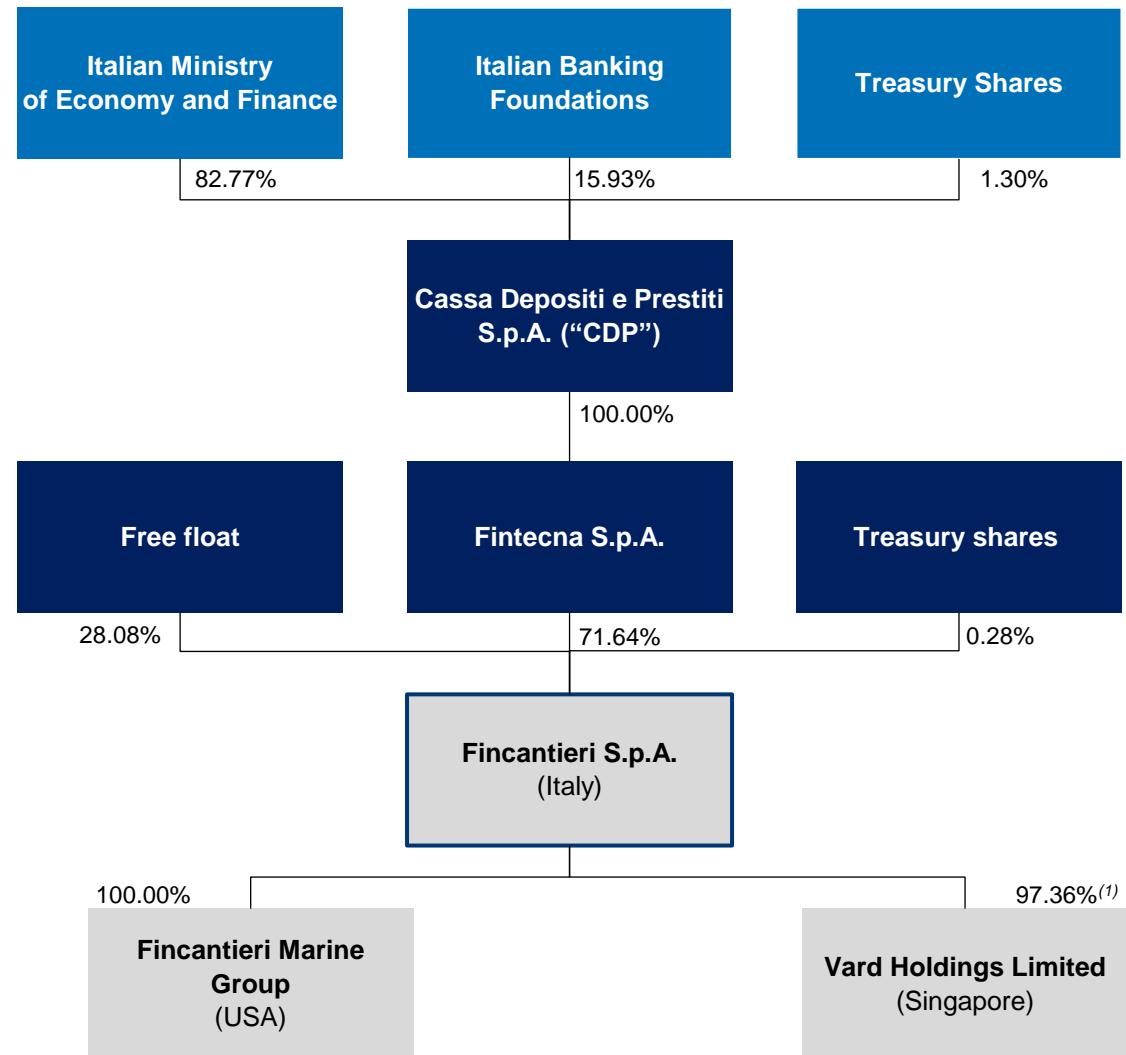 Italian Ministry
of Economy and Finance
Italian Banking
Foundations
Treasury Shares
82.77%
15.93%
1.30%
Cassa Depositi e Prestiti
S.p.A. (“CDP”)
100.00%
Free float
Fintecna S.p.A.
Treasury shares
28.08%
71.64%
0.28%
Fincantieri S.p.A.
(Italy)
100.00%
97.36%(1)
Fincantieri Marine
Group
(USA)
Vard Holdings Limited
(Singapore)